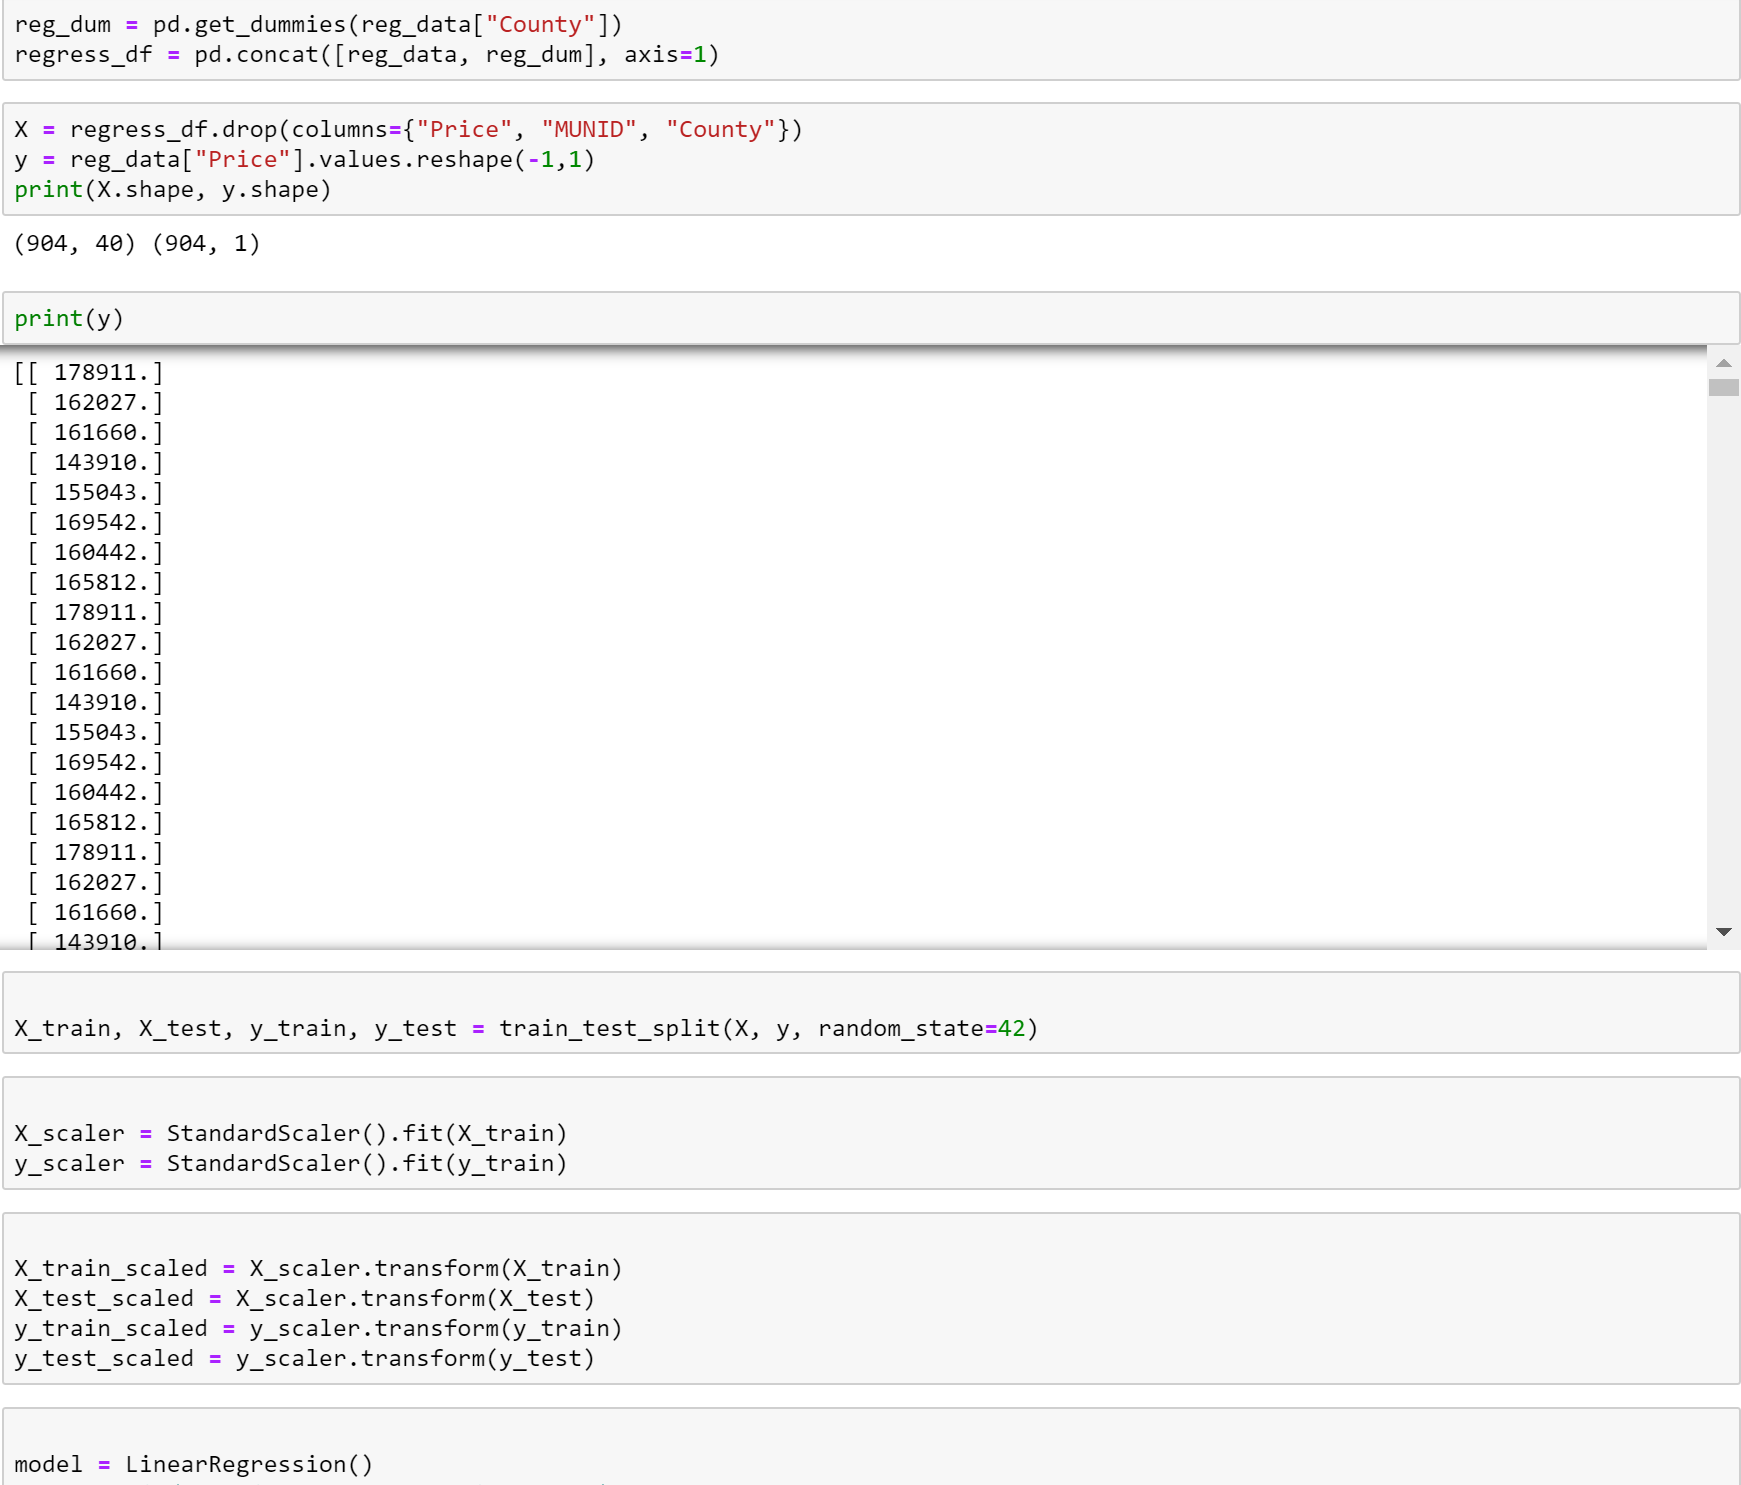 reg_dum = pd.get_dummies(reg_data["County"])
regress_df = pd.concat([reg_data, reg_dum], axis=1)
X = regress_df.drop(columns={"Price", "MUNID", "County"})
y = reg_data["Price"].values.reshape(-1,1)
print(X.shape, y.shape)
(904, 40) (904, 1)
print(y)
[[ 178911.]
[ 162027.]
[ 161660.]
[ 143910.]
[ 155043.]
[ 169542.]
[ 160442.]
[ 165812.]
[ 178911.]
[ 162027.]
[ 161660.]
[ 143910.]
[ 155043.]
[ 169542.]
[ 160442.]
[ 165812.]
[ 178911.]
[ 162027.]
[ 161660.]
[ 143910.]
X_train, X_test, y_train, y_test = train_test_split(X, y, random_state=42)
X_scaler = StandardScaler().fit(X_train)
y_scaler = StandardScaler().fit(y_train)
X_train_scaled = X_scaler.transform(X_train)
X_test_scaled = X_scaler.transform(X_test)
y_train_scaled = y_scaler.transform(y_train)
y_test_scaled = y_scaler.transform(y_test)
model = LinearRegression()